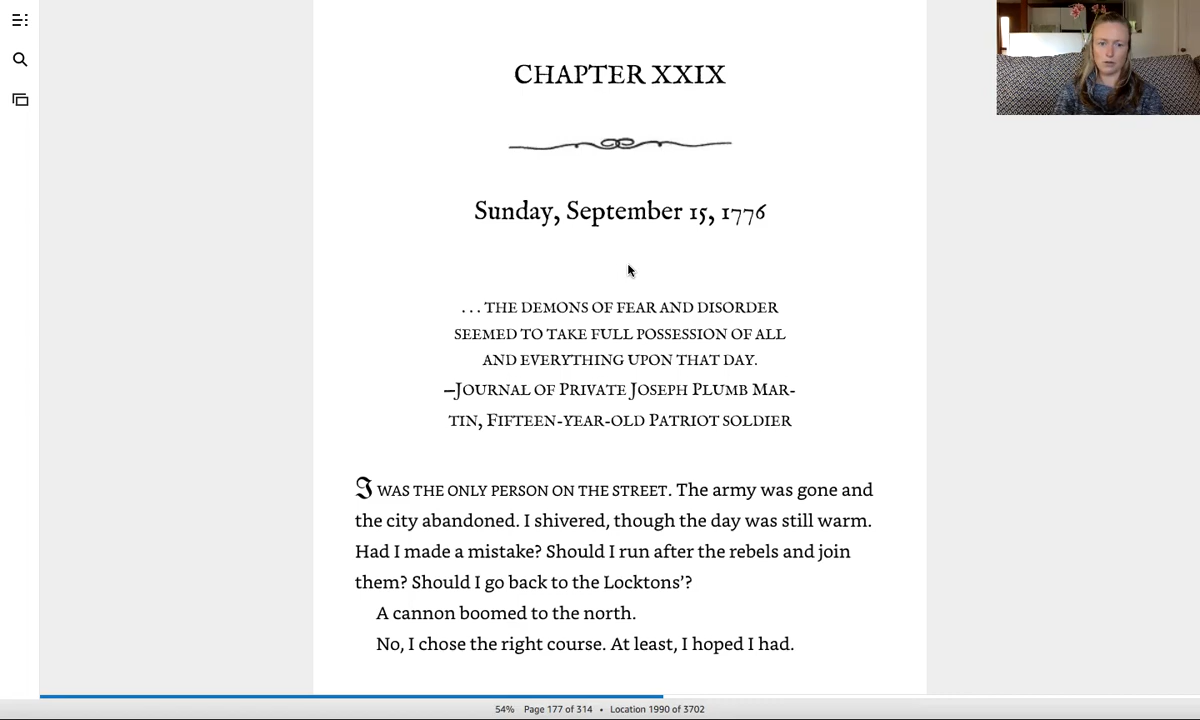 CHAPTER XXIX
Sunday, September 15, 1776
. . . THE DEMONS OF FEAR AND DISORDER
SEEMED TO TAKE FULL POSSESSION OF ALL
AND EVERYTHING UPON THAT DAY.
—JOURNAL OF PRIVATE JOSEPH PLUMB MAR-
TIN, FIFTEEN-YEAR-OLD PATRIOT SOLDIER
I WAS THE ONLY PERSON ON THE STREET. The army was gone and
the city abandoned. I shivered, though the day was still warm.
Had I made a mistake? Should I run after the rebels and join
them? Should I go back to the Locktons’?
A cannon boomed to the north.
No, I chose the right course. At least, I hoped I had.
54% Page 177 of 314 • Location 1990 of 3702